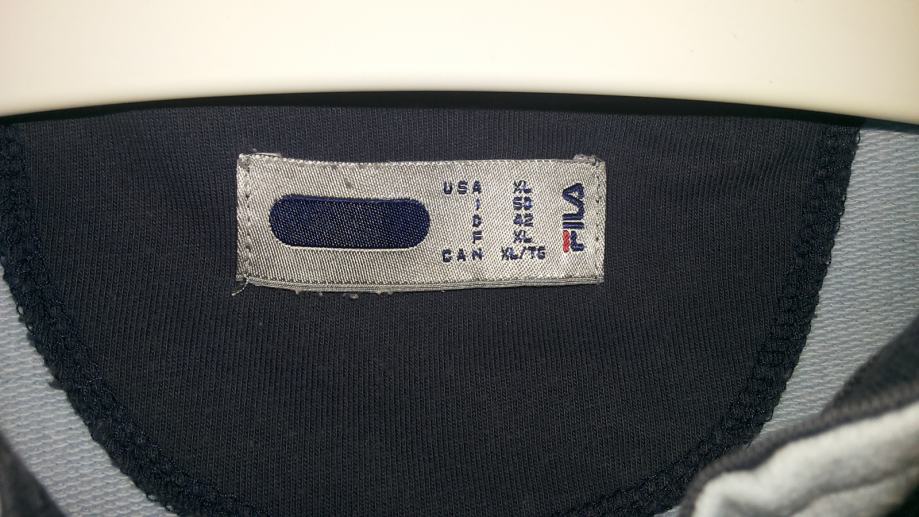 USA XL
I 50
D 42
F XL
CAN XL/TG
FILA